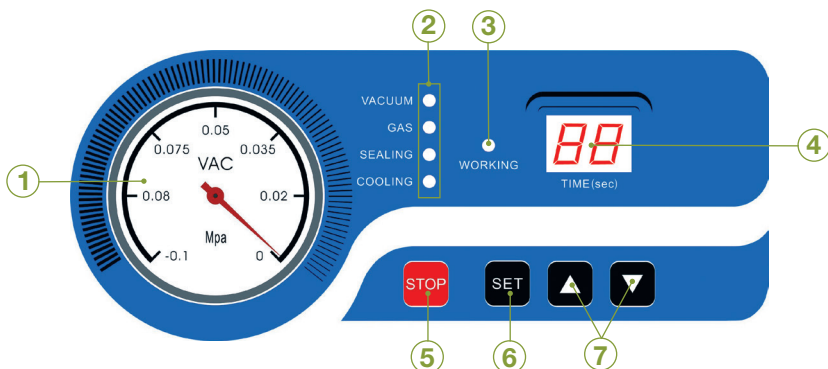 2
3
VACUUM
GAS
SEALING
COOLING
WORKING
88
TIME(sec)
4
1
0.05
0.075
0.035
VAC
0.08
0.02
Mpa
-0.1
0
STOP
SET
5
6
7